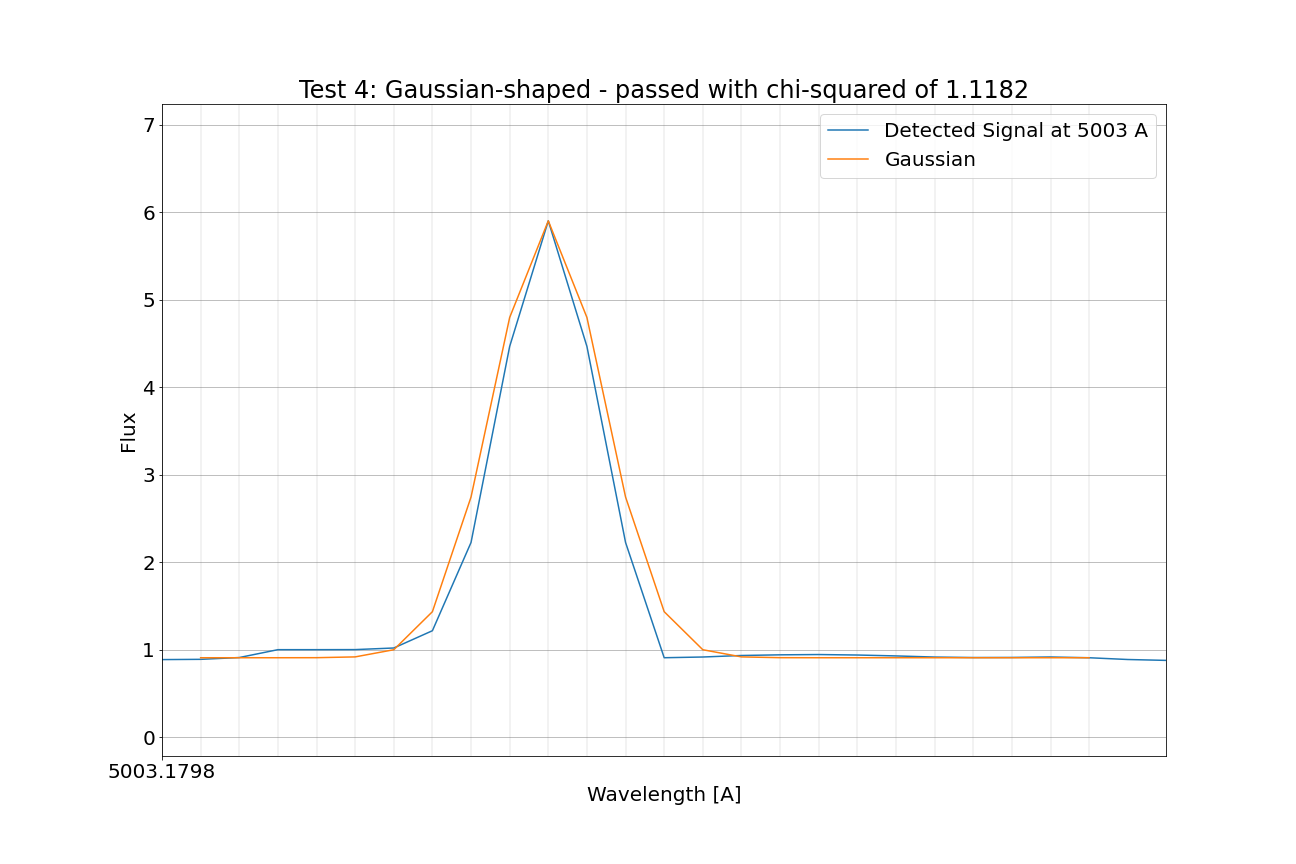 Test 4: Gaussian-shaped - passed with chi-squared of 1.1182
Detected Signal at 5003 A
Gaussian
7
6
5
4
3
2
1
0
Flux
5003.1798
Wavelength [A]